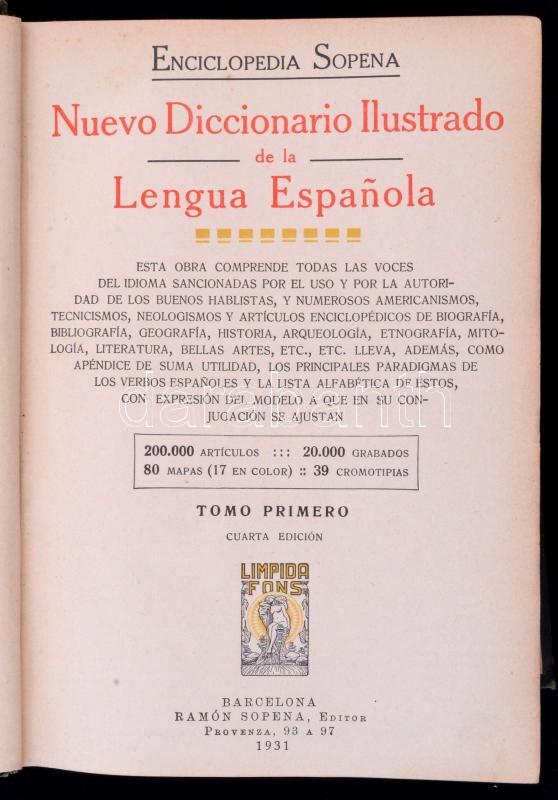 Enciclopedia Sopena
Nuevo Diccionario Ilustrado
de la
Lengua Española
ESTA OBRA COMPRENDE TODAS LAS VOCES
DEL IDIOMA SANCIONADAS POR EL USO Y POR LA AUTORI-
DAD DE LOS BUENOS HABLISTAS, Y NUMEROSOS AMERICANISMOS,
TECNICISMOS, NEOLOGISMOS Y ARTÍCULOS ENCICLOPÉDICOS DE BIOGRAFÍA,
BIBLIOGRAFÍA, GEOGRAFÍA, HISTORIA, ARQUEOLOGÍA, ETNOGRAFÍA, MITO-
LOGÍA, LITERATURA, BELLAS ARTES, ETC., ETC. LLEVA, ADEMÁS, COMO
APÉNDICE DE SUMA UTILIDAD, LOS PRINCIPALES PARADIGMAS DE
LOS VERBOS ESPAÑOLES Y LA LISTA ALFABÉTICA DE ÉSTOS,
CON EXPRESIÓN DEL MODELO A QUE EN SU CON-
JUGACIÓN SE AJUSTAN
darabanth
200.000 ARTÍCULOS ::: 20.000 GRABADOS
80 MAPAS (17 EN COLOR) :: 39 CROMOTIPIAS
TOMO PRIMERO
CUARTA EDICIÓN
LIMPIDA
FONS
BARCELONA
RAMÓN SOPENA, Editor
Provenza, 93 a 97
1931